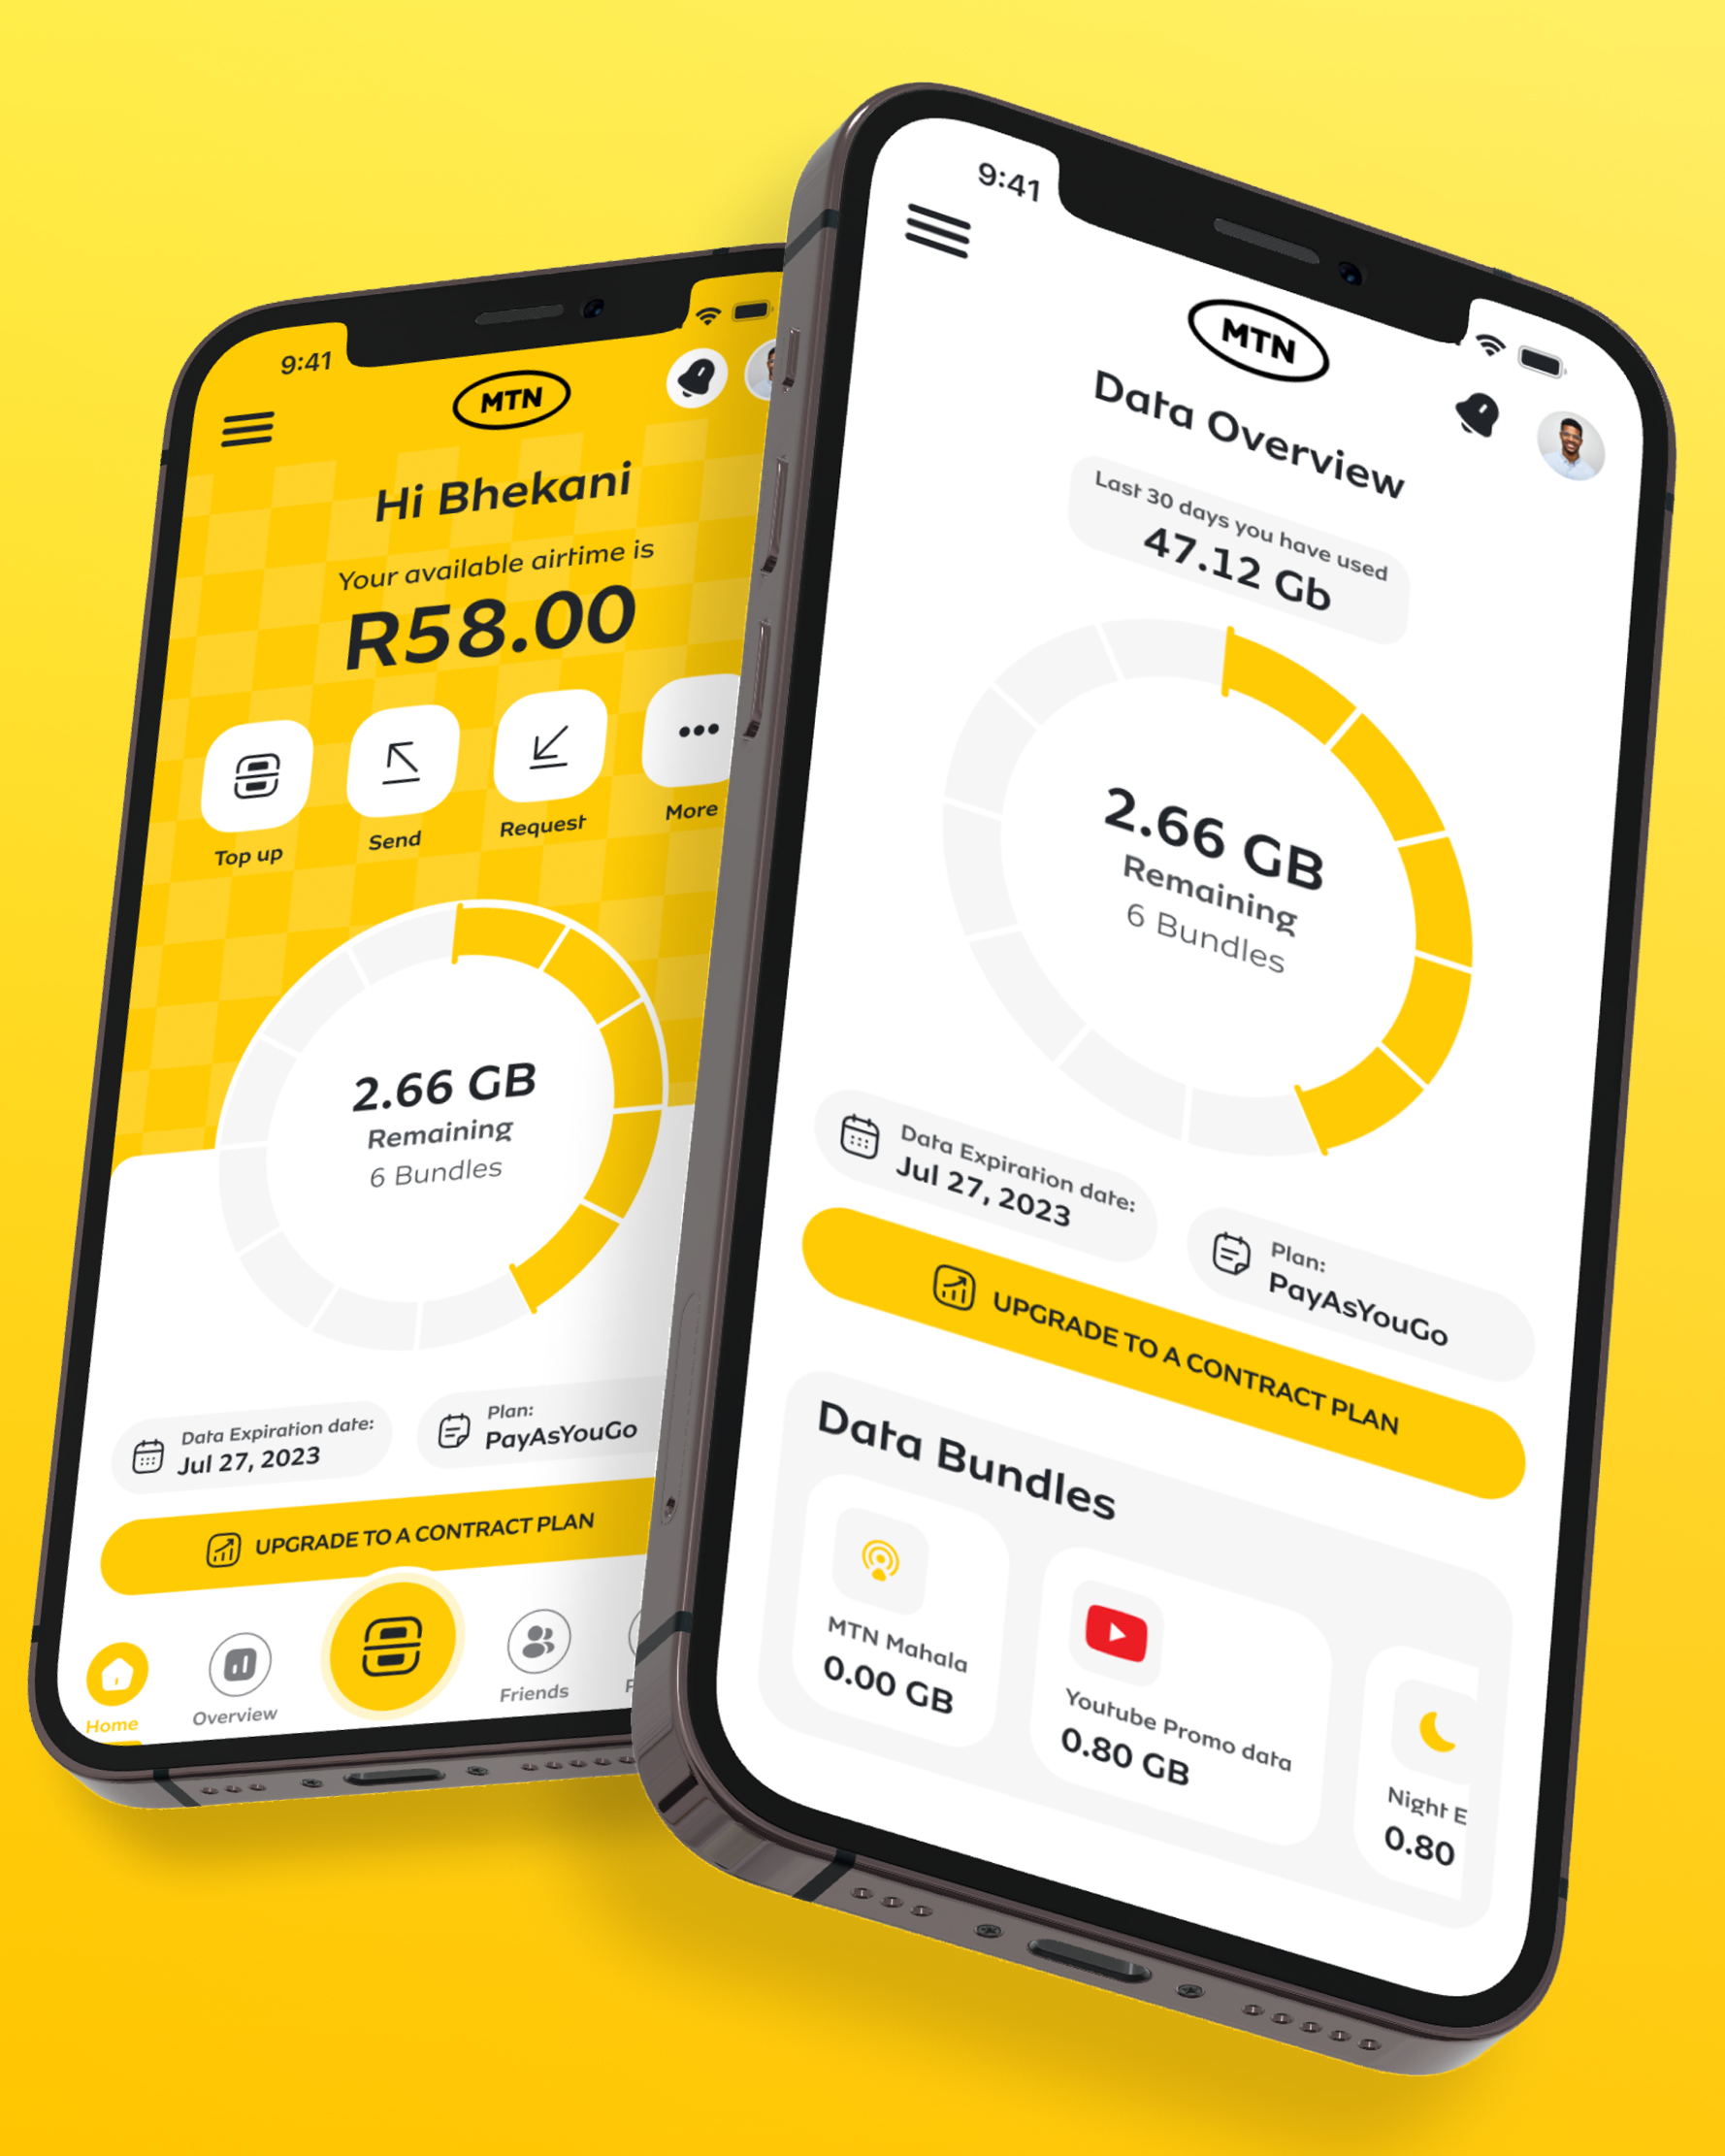 9:41
MTN
Hi Bhekani
Your available airtime is
R58.00
Top up
Send
Request
More
2.66 GB
Remaining
6 Bundles
Data Expiration date:
Jul 27, 2023
Plan:
PayAsYouGo
UPGRADE TO A CONTRACT PLAN
Home
Overview
Friends
9:41
MTN
Data Overview
Last 30 days you have used
47.12 Gb
2.66 GB
Remaining
6 Bundles
Data Expiration date:
Jul 27, 2023
Plan:
PayAsYouGo
UPGRADE TO A CONTRACT PLAN
Data Bundles
MTN Mahala
0.00 GB
Youtube Promo data
0.80 GB
Night E
0.80